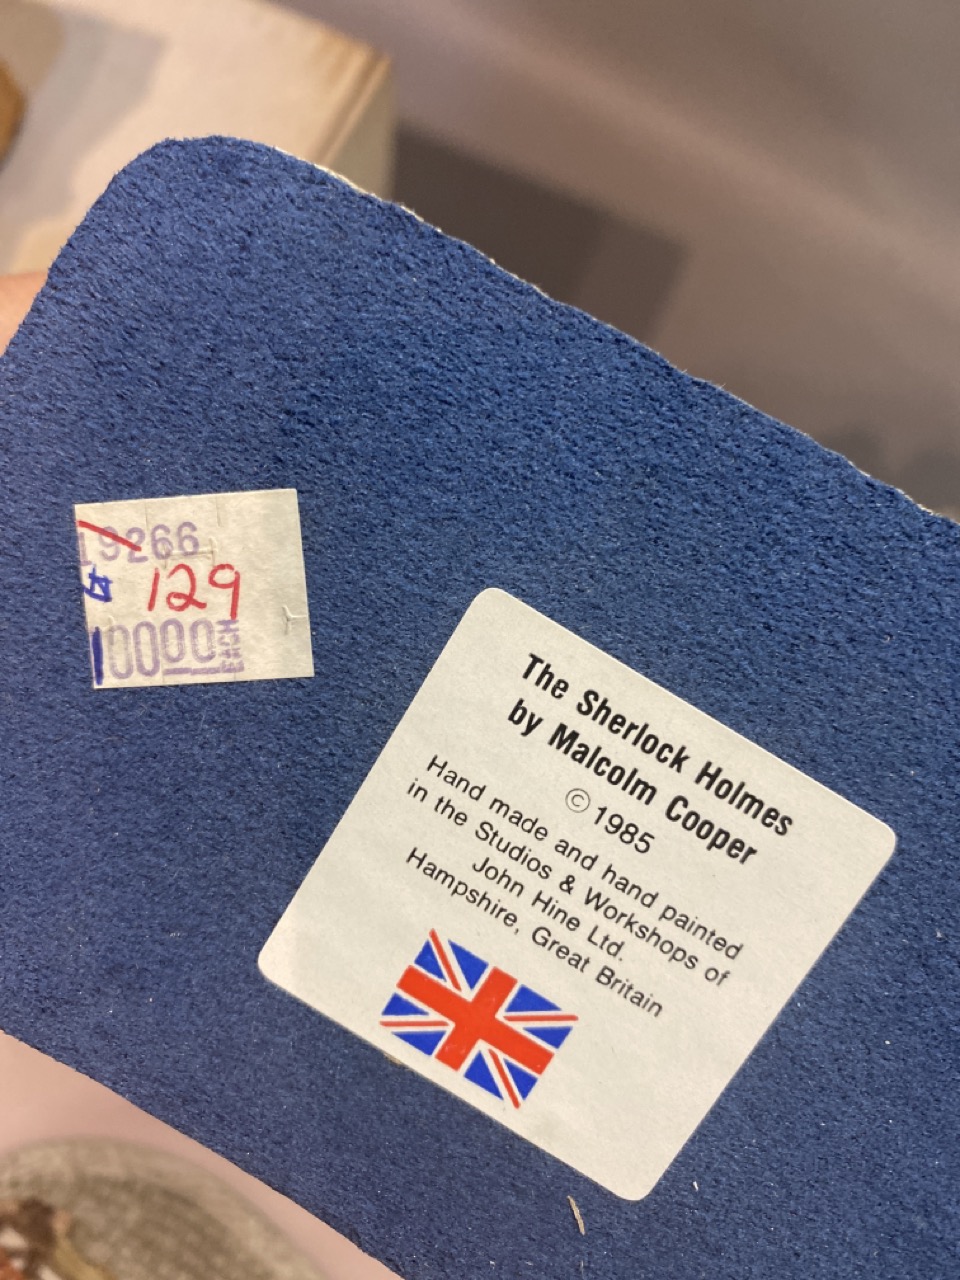 19266
$ 129
10000 EACH
The Sherlock Holmes
by Malcolm Cooper
© 1985
Hand made and hand painted
in the Studios & Workshops of
John Hine Ltd.
Hampshire, Great Britain